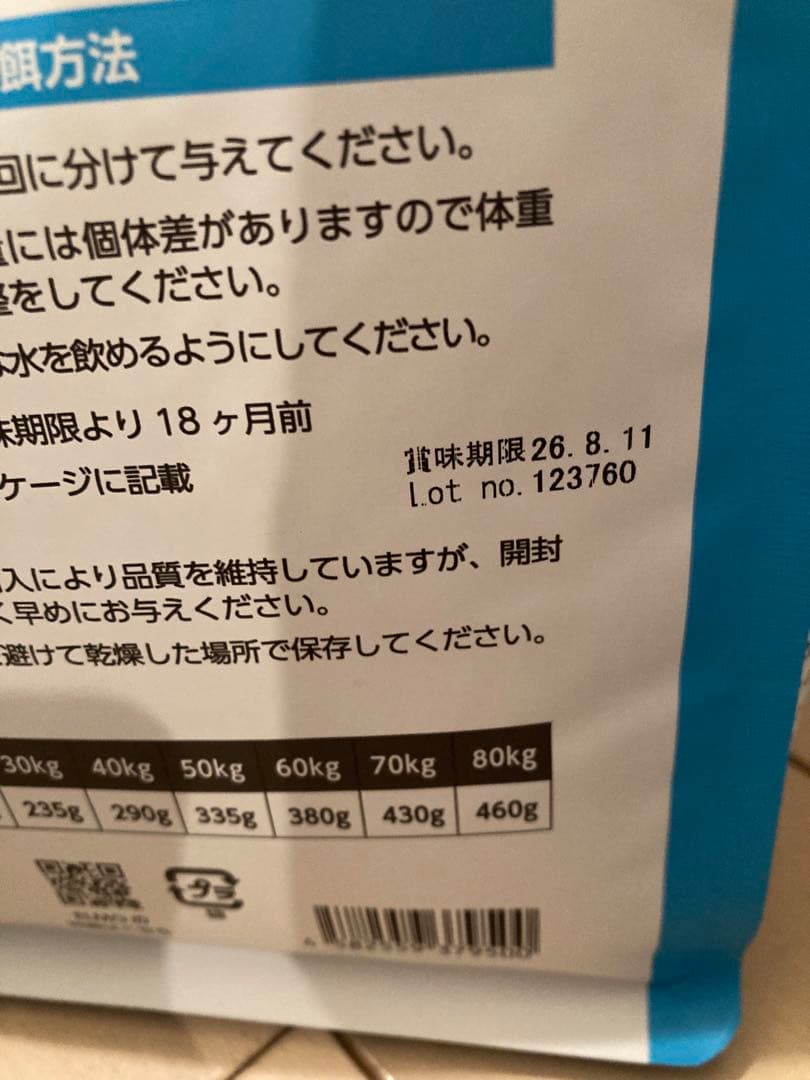 餌方法
回に分けて与えてください。
には個体差がありますので体重
をしてください。
水を飲めるようにしてください。
味期限より 18 ヶ月前
ケージに記載
賞味期限26. 8. 11
Lot no. 123760
入により品質を維持していますが、開封
く早めにお与えください。
避けて乾燥した場所で保存してください。
30kg 40kg 50kg 60kg 70kg 80kg
235g 290g 335g 380g 430g 460g
プラ